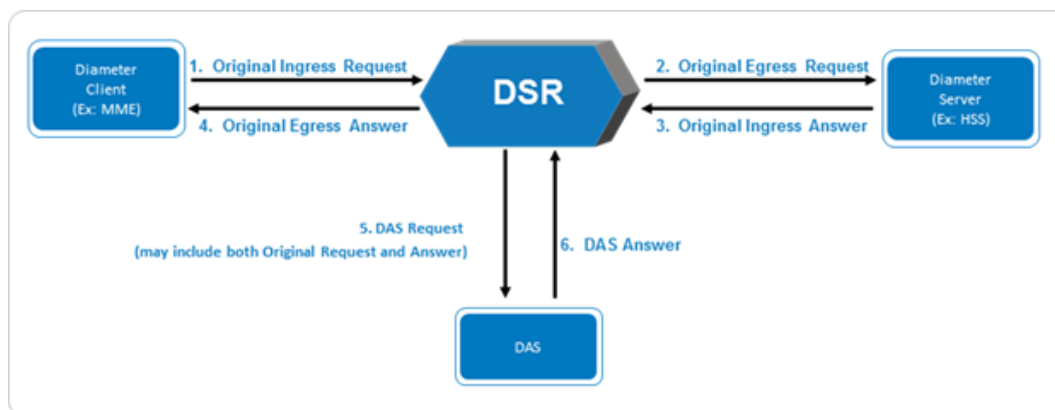 Diameter
Client
(Ex: MME)
1. Original Ingress Request
4. Original Egress Answer
DSR
2. Original Egress Request
3. Original Ingress Answer
Diameter
Server
(Ex: HSS)
5. DAS Request
(may include both Original Request and Answer)
6. DAS Answer
DAS